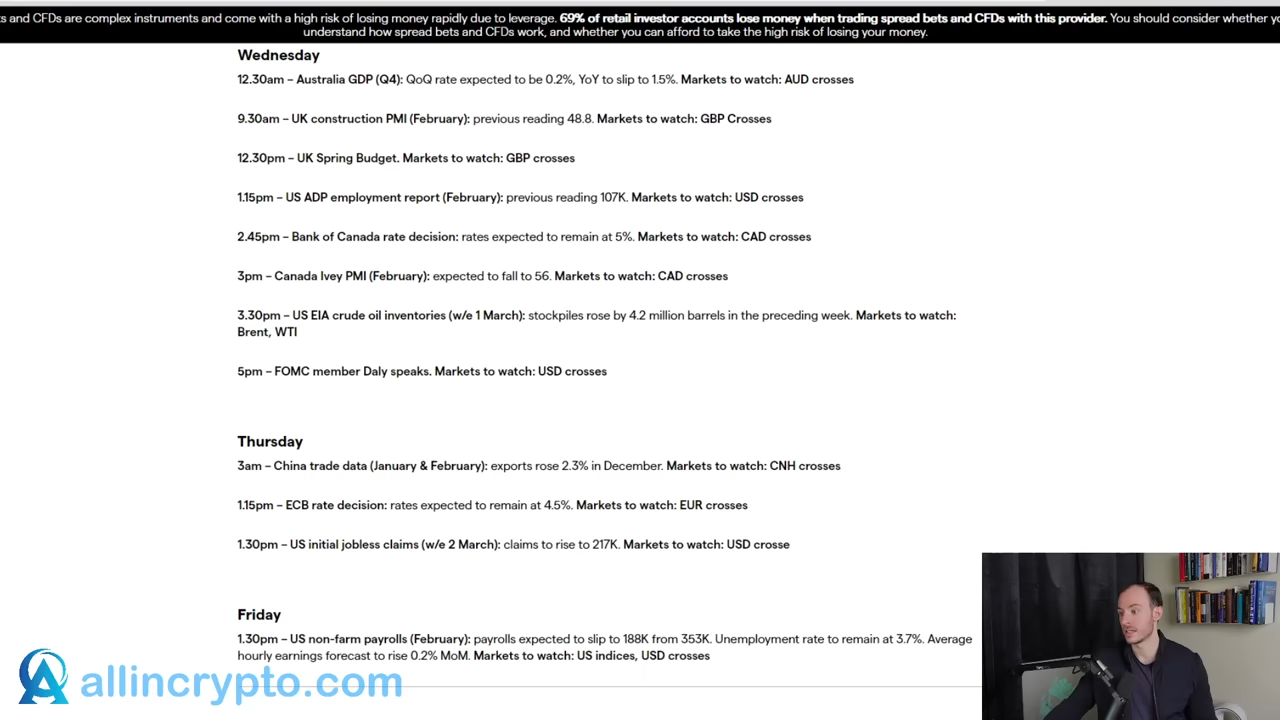 s and CFDs are complex instruments and come with a high risk of losing money rapidly due to leverage. 69% of retail investor accounts lose money when trading spread bets and CFDs with this provider. You should consider whether yo
understand how spread bets and CFDs work, and whether you can afford to take the high risk of losing your money.
Wednesday
12.30am – Australia GDP (Q4): QoQ rate expected to be 0.2%, YoY to slip to 1.5%. Markets to watch: AUD crosses
9.30am – UK construction PMI (February): previous reading 48.8. Markets to watch: GBP Crosses
12.30pm – UK Spring Budget. Markets to watch: GBP crosses
1.15pm – US ADP employment report (February): previous reading 107K. Markets to watch: USD crosses
2.45pm – Bank of Canada rate decision: rates expected to remain at 5%. Markets to watch: CAD crosses
3pm – Canada Ivey PMI (February): expected to fall to 56. Markets to watch: CAD crosses
3.30pm – US EIA crude oil inventories (w/e 1 March): stockpiles rose by 4.2 million barrels in the preceding week. Markets to watch:
Brent, WTI
5pm – FOMC member Daly speaks. Markets to watch: USD crosses
Thursday
3am – China trade data (January & February): exports rose 2.3% in December. Markets to watch: CNH crosses
1.15pm – ECB rate decision: rates expected to remain at 4.5%. Markets to watch: EUR crosses
1.30pm – US initial jobless claims (w/e 2 March): claims to rise to 217K. Markets to watch: USD crosse
Friday
1.30pm – US non-farm payrolls (February): payrolls expected to slip to 188K from 353K. Unemployment rate to remain at 3.7%. Average
hourly earnings forecast to rise 0.2% MoM. Markets to watch: US indices, USD crosses
allincrypto.com